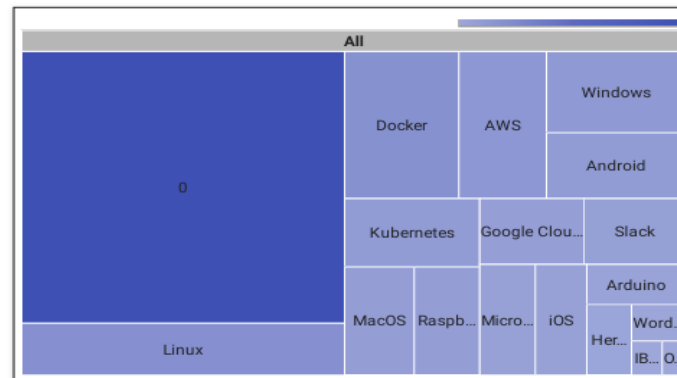 All
0
Linux
Docker
AWS
Windows
Android
Kubernetes
Google Clou...
Slack
MacOS
Raspb...
Micro...
iOS
Arduino
Her...
Word...
IB...
O...